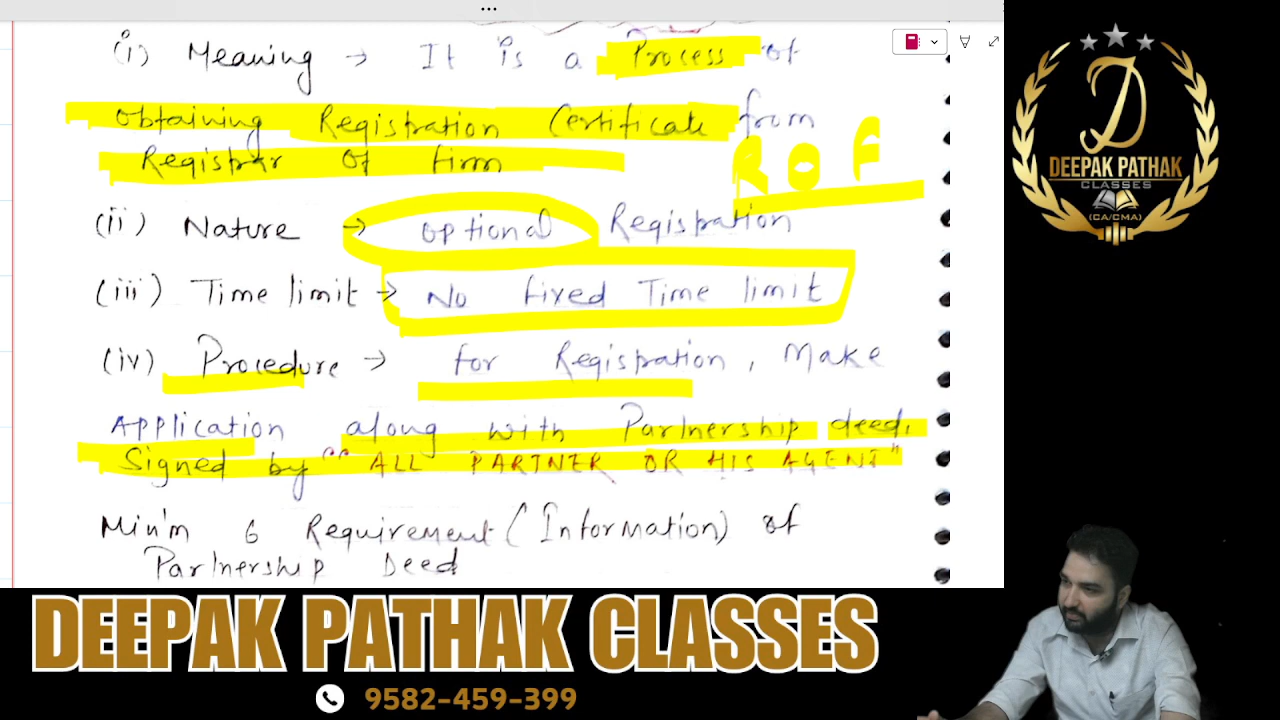 (i) Meaning → It is a Process of
obtaining Registration Certificate from
Registrar Of firm
R O F
(ii) Nature → optional Registration
(iii) Time limit → No fixed Time limit
(iv) Procedure → for Registration, Make
Application along with Partnership deed,
Signed by "ALL PARTNER OR HIS AGENT"
Min'm 6 Requirement (Information) of
Partnership Deed
D
DEEPAK PATHAK
CLASSES
(CA/CMA)
DEEPAK PATHAK CLASSES
9582-459-399